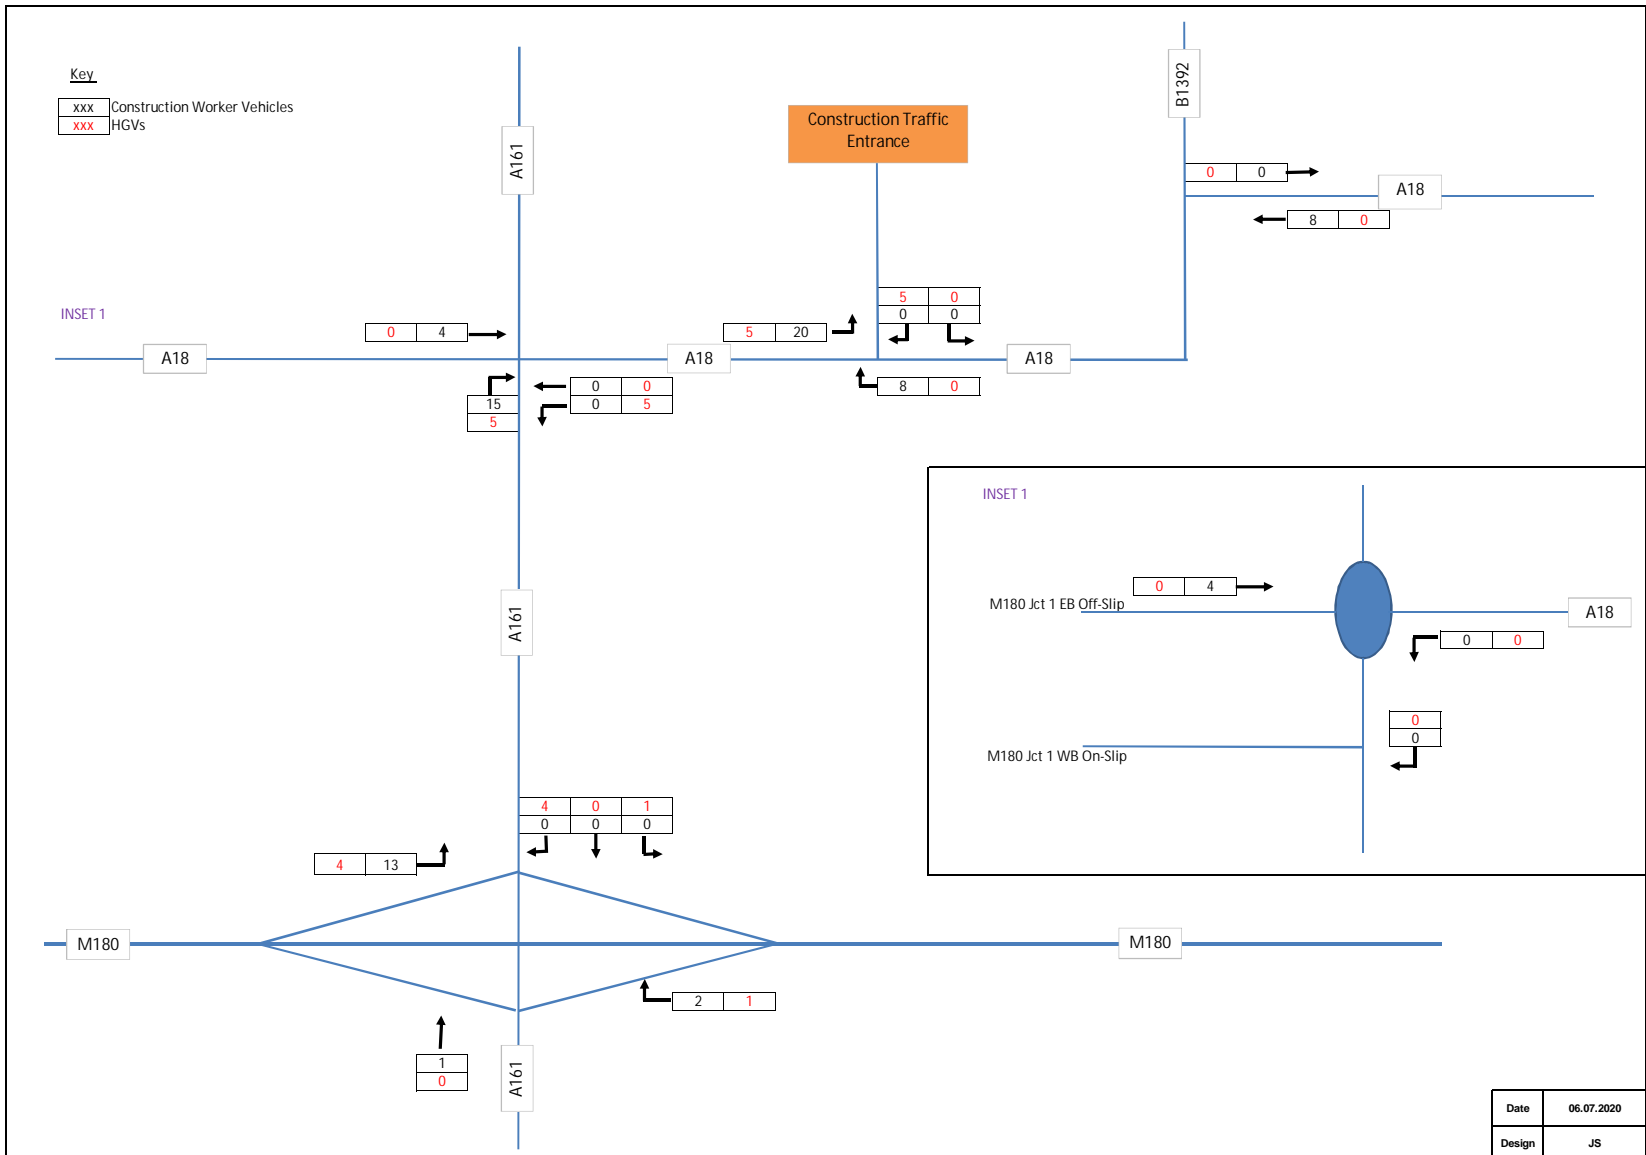 Key
xxx Construction Worker Vehicles
xxx HGVs
A161
Construction Traffic
Entrance
B1392
0 0
A18
8 0
INSET 1
0 4
5 20
5 0
0 0
A18
A18
A18
15
5
0 0
0 5
8 0
INSET 1
M180 Jct 1 EB Off-Slip
0 4
A18
0 0
0
0
M180 Jct 1 WB On-Slip
A161
4 0 1
0 0 0
4 13
M180
M180
2 1
1
0
A161
Date 06.07.2020
Design JS